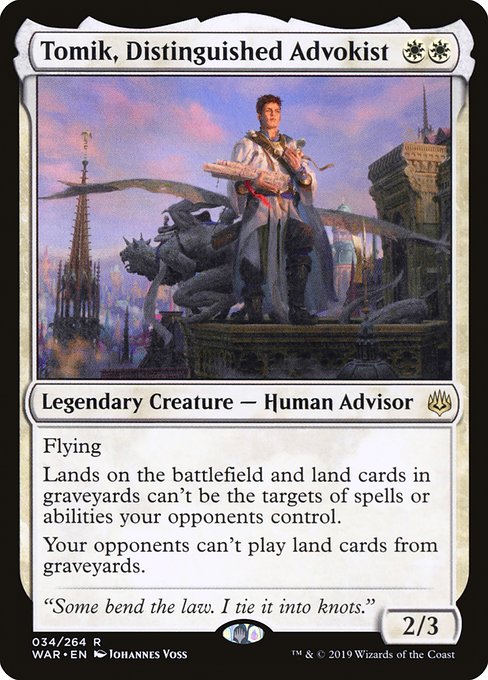 Tomik, Distinguished Advokist
Legendary Creature — Human Advisor
Flying
Lands on the battlefield and land cards in
graveyards can't be the targets of spells or
abilities your opponents control.
Your opponents can't play land cards from
graveyards.
“Some bend the law. I tie it into knots.”
2/3
034/264 R
WAR • EN Johannes Voss
™ & © 2019 Wizards of the Coast